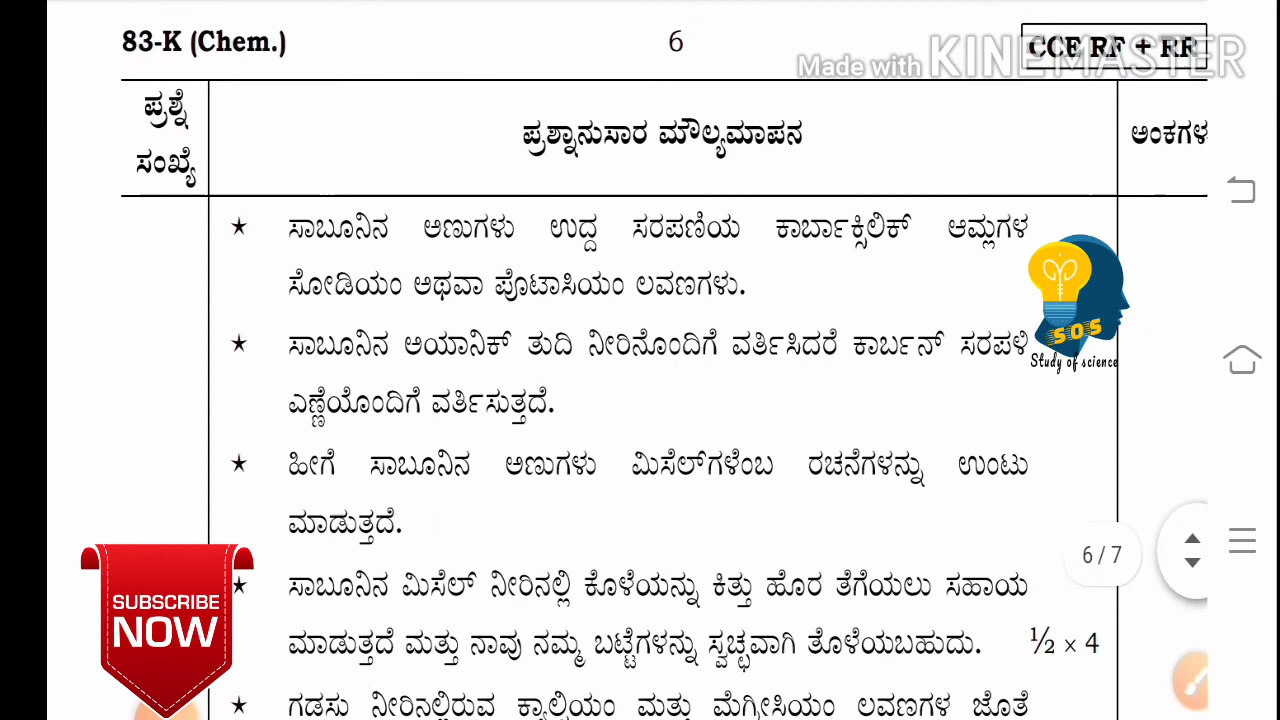 83-K (Chem.) 6 CCE RF + RR
Made with KINEMASTER
ಪ್ರಶ್ನೆ
ಸಂಖ್ಯೆ
ಪ್ರಶ್ನಾನುಸಾರ ಮೌಲ್ಯಮಾಪನ
ಅಂಕಗಳ
★ ಸಾಬೂನಿನ ಅಣುಗಳು ಉದ್ದ ಸರಪಣಿಯ ಕಾರ್ಬಾಕ್ಸಿಲಿಕ್ ಆಮ್ಲಗಳ
ಸೋಡಿಯಂ ಅಥವಾ ಪೊಟಾಸಿಯಂ ಲವಣಗಳು.
★ ಸಾಬೂನಿನ ಅಯಾನಿಕ್ ತುದಿ ನೀರಿನೊಂದಿಗೆ ವರ್ತಿಸಿದರೆ ಕಾರ್ಬನ್ ಸರಪಳಿ
ಎಣ್ಣೆಯೊಂದಿಗೆ ವರ್ತಿಸುತ್ತದೆ.
★ ಹೀಗೆ ಸಾಬೂನಿನ ಅಣುಗಳು ಮಿಸೆಲ್‌ಗಳೆಂಬ ರಚನೆಗಳನ್ನು ಉಂಟು
ಮಾಡುತ್ತದೆ.
★ ಸಾಬೂನಿನ ಮಿಸೆಲ್ ನೀರಿನಲ್ಲಿ ಕೊಳೆಯನ್ನು ಕಿತ್ತು ಹೊರ ತೆಗೆಯಲು ಸಹಾಯ
ಮಾಡುತ್ತದೆ ಮತ್ತು ನಾವು ನಮ್ಮ ಬಟ್ಟೆಗಳನ್ನು ಸ್ವಚ್ಛವಾಗಿ ತೊಳೆಯಬಹುದು. ½ × 4
★ ಗಡಸು ನೀರಿನಲ್ಲಿರುವ ಕ್ಯಾಲ್ಸಿಯಂ ಮತ್ತು ಮೆಗ್ನೀಸಿಯಂ ಲವಣಗಳ ಜೊತೆ
SOS
Study of science
6 / 7
SUBSCRIBE
NOW